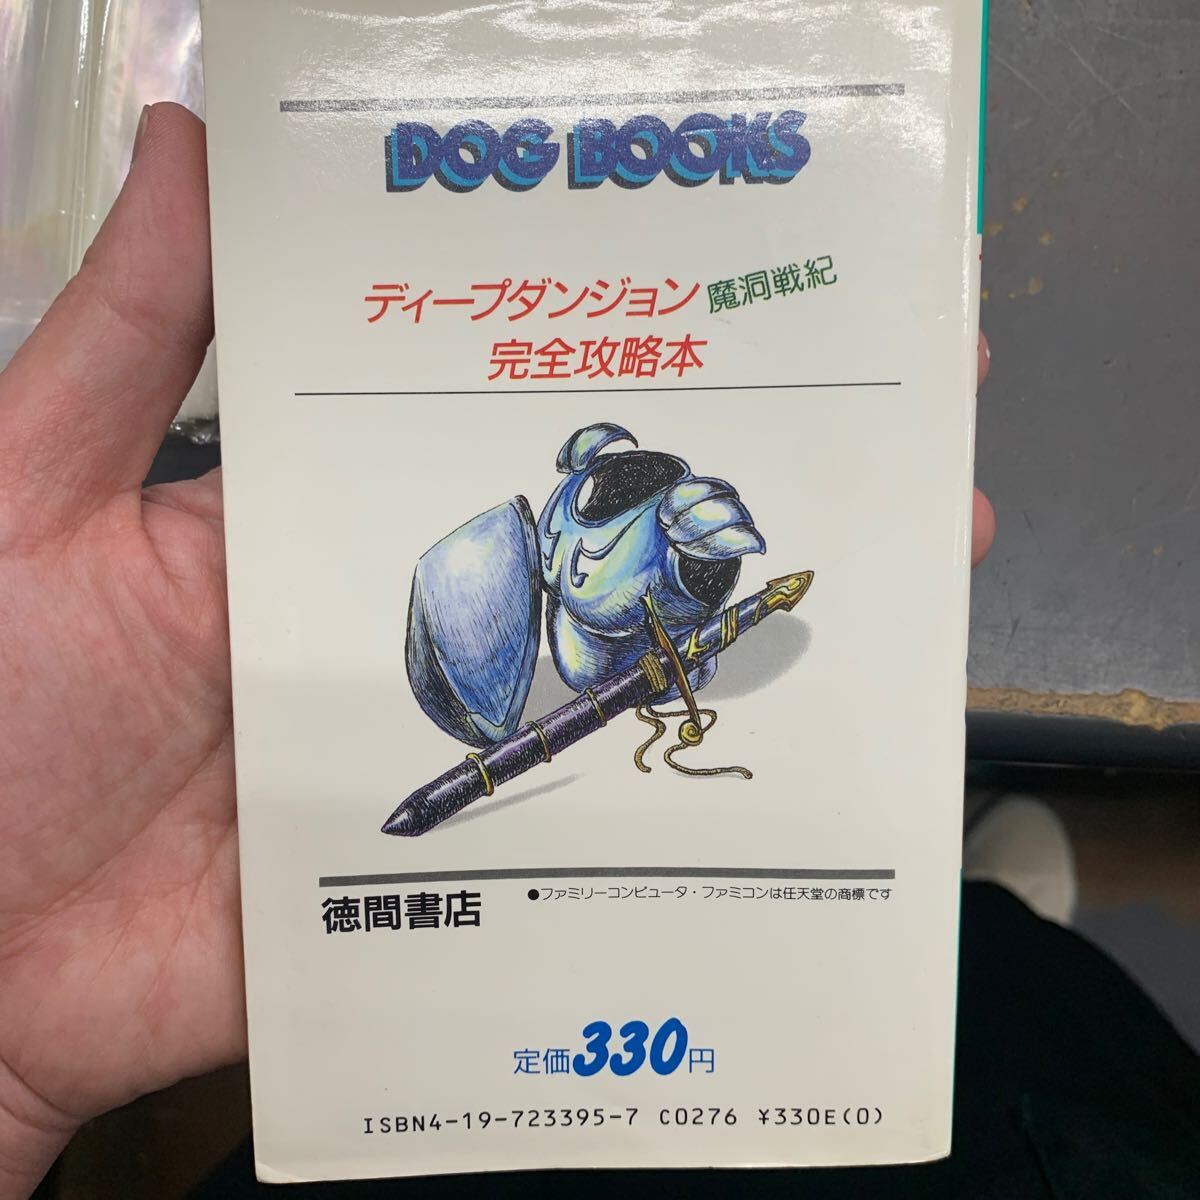 DOG BOOKS
ディープダンジョン 魔洞戦紀
完全攻略本
徳間書店
●ファミリーコンピュータ・ファミコンは任天堂の商標です
定価330円
ISBN4-19-723395-7 C0276 ¥330E(0)